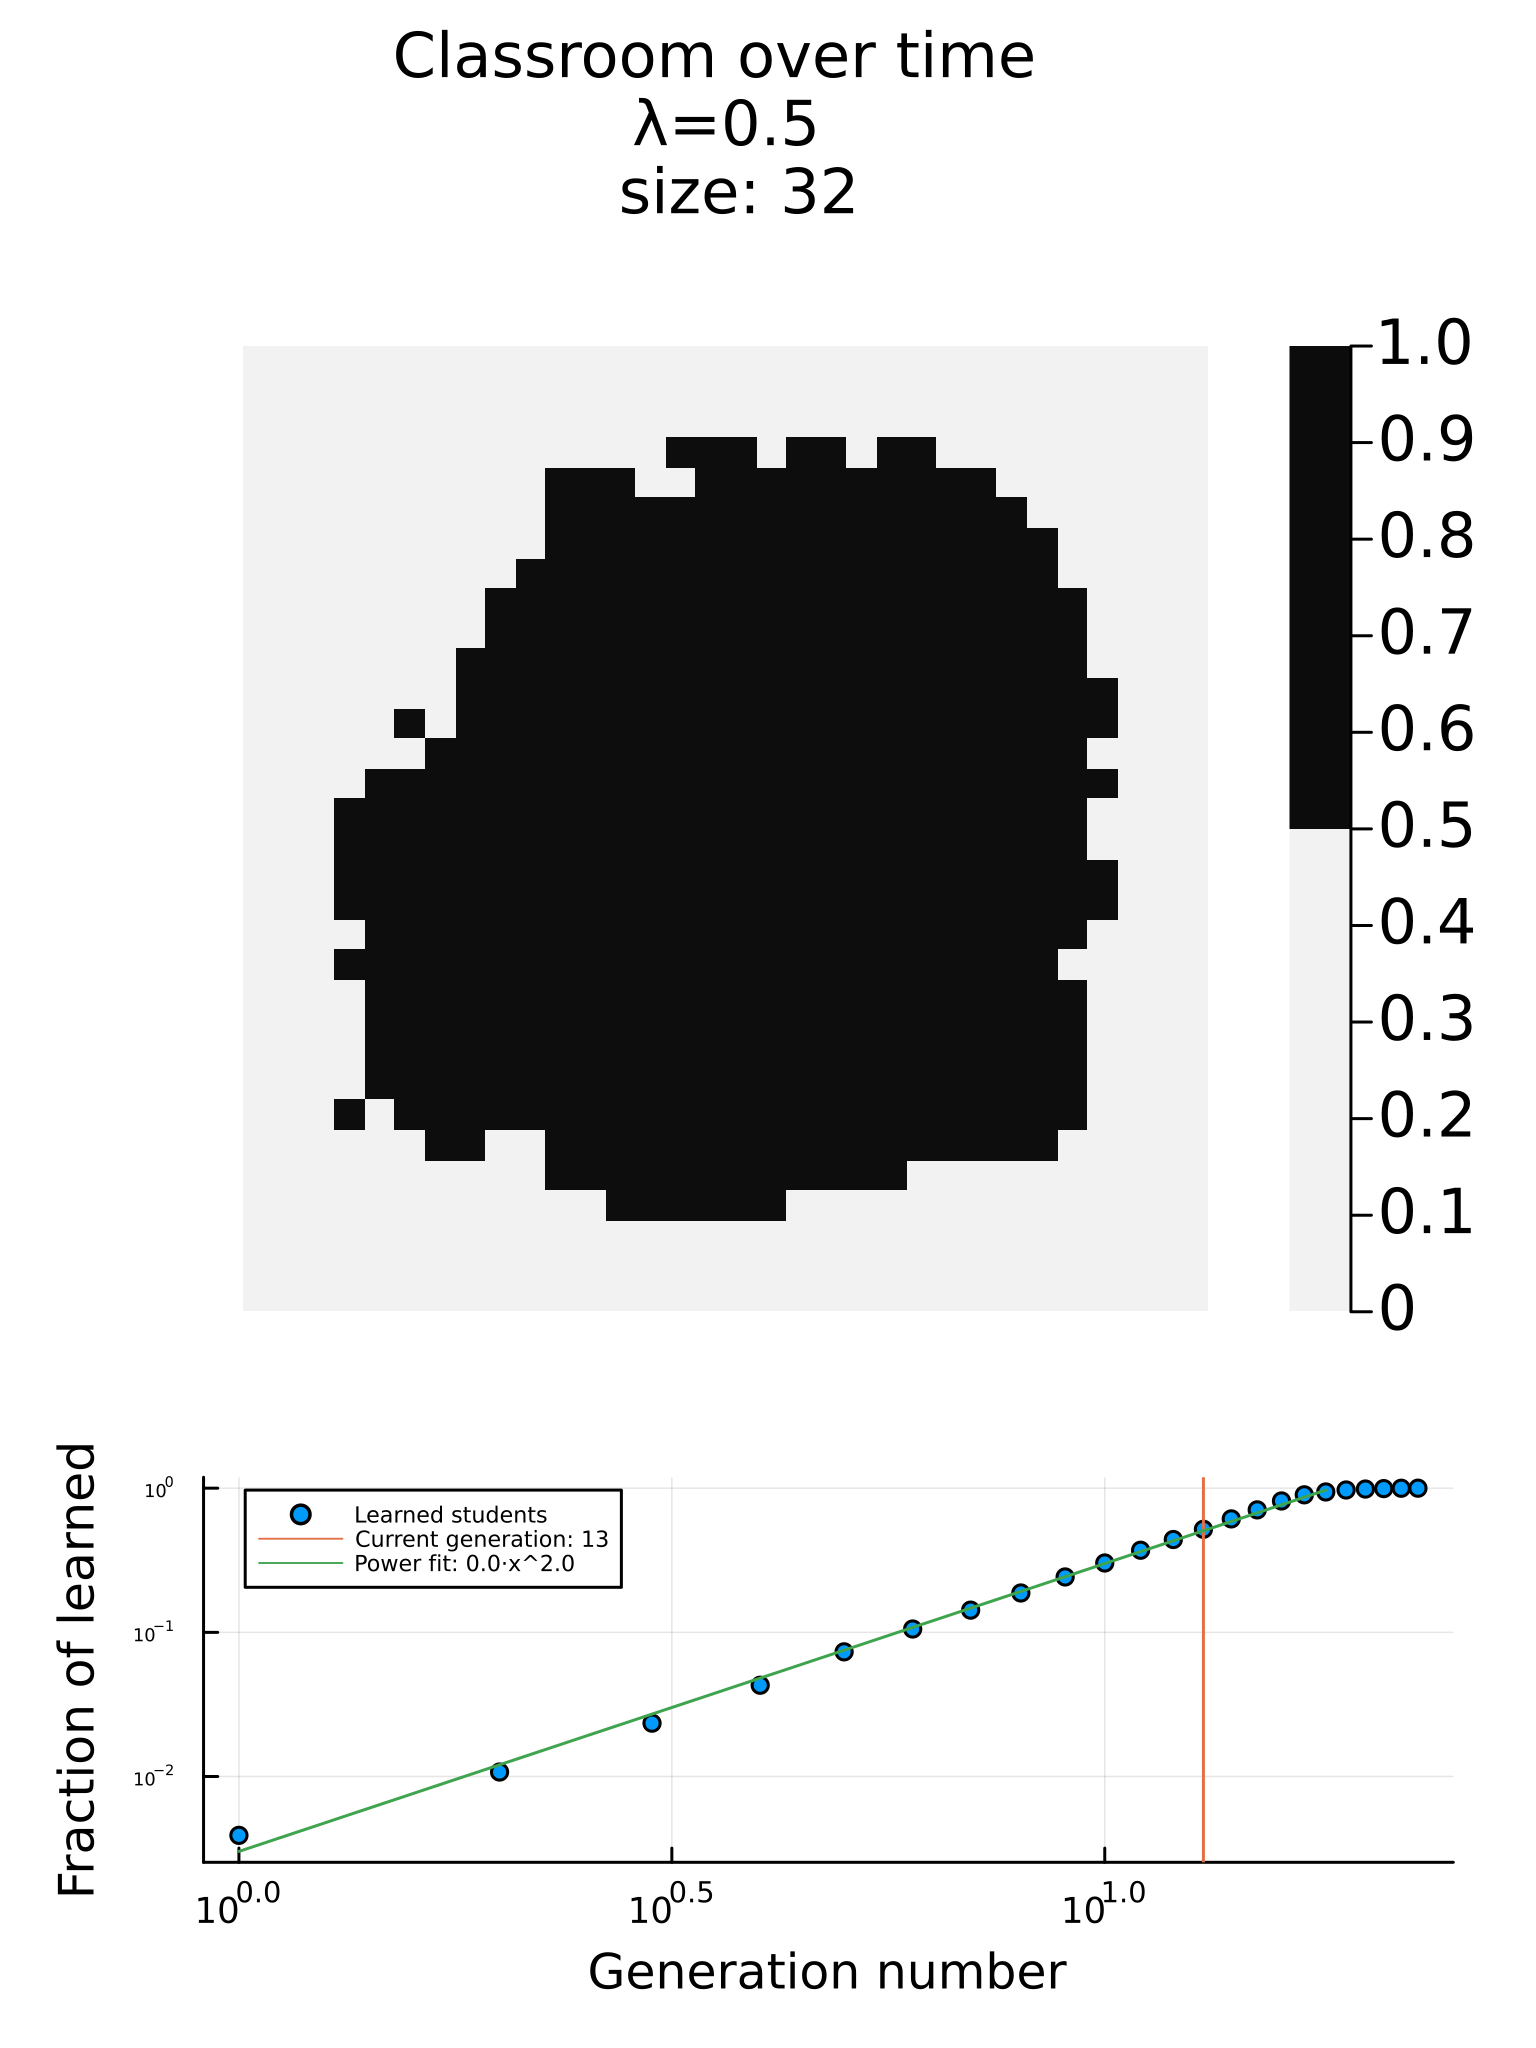 Classroom over time
λ=0.5
size: 32
1.0
0.9
0.8
0.7
0.6
0.5
0.4
0.3
0.2
0.1
0
Fraction of learned
10^0
10^−1
10^−2
Learned students
Current generation: 13
Power fit: 0.0·x^2.0
10^0.0
10^0.5
10^1.0
Generation number